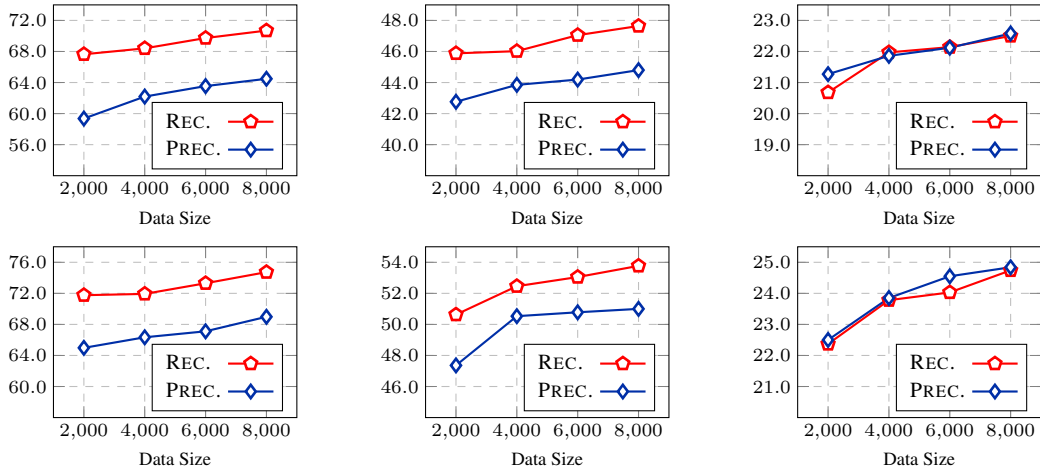 72.0
68.0
64.0
60.0
56.0
REC.
PREC.
2,000 4,000 6,000 8,000
Data Size
48.0
46.0
44.0
42.0
40.0
REC.
PREC.
2,000 4,000 6,000 8,000
Data Size
23.0
22.0
21.0
20.0
19.0
REC.
PREC.
2,000 4,000 6,000 8,000
Data Size
76.0
72.0
68.0
64.0
60.0
REC.
PREC.
2,000 4,000 6,000 8,000
Data Size
54.0
52.0
50.0
48.0
46.0
REC.
PREC.
2,000 4,000 6,000 8,000
Data Size
25.0
24.0
23.0
22.0
21.0
REC.
PREC.
2,000 4,000 6,000 8,000
Data Size